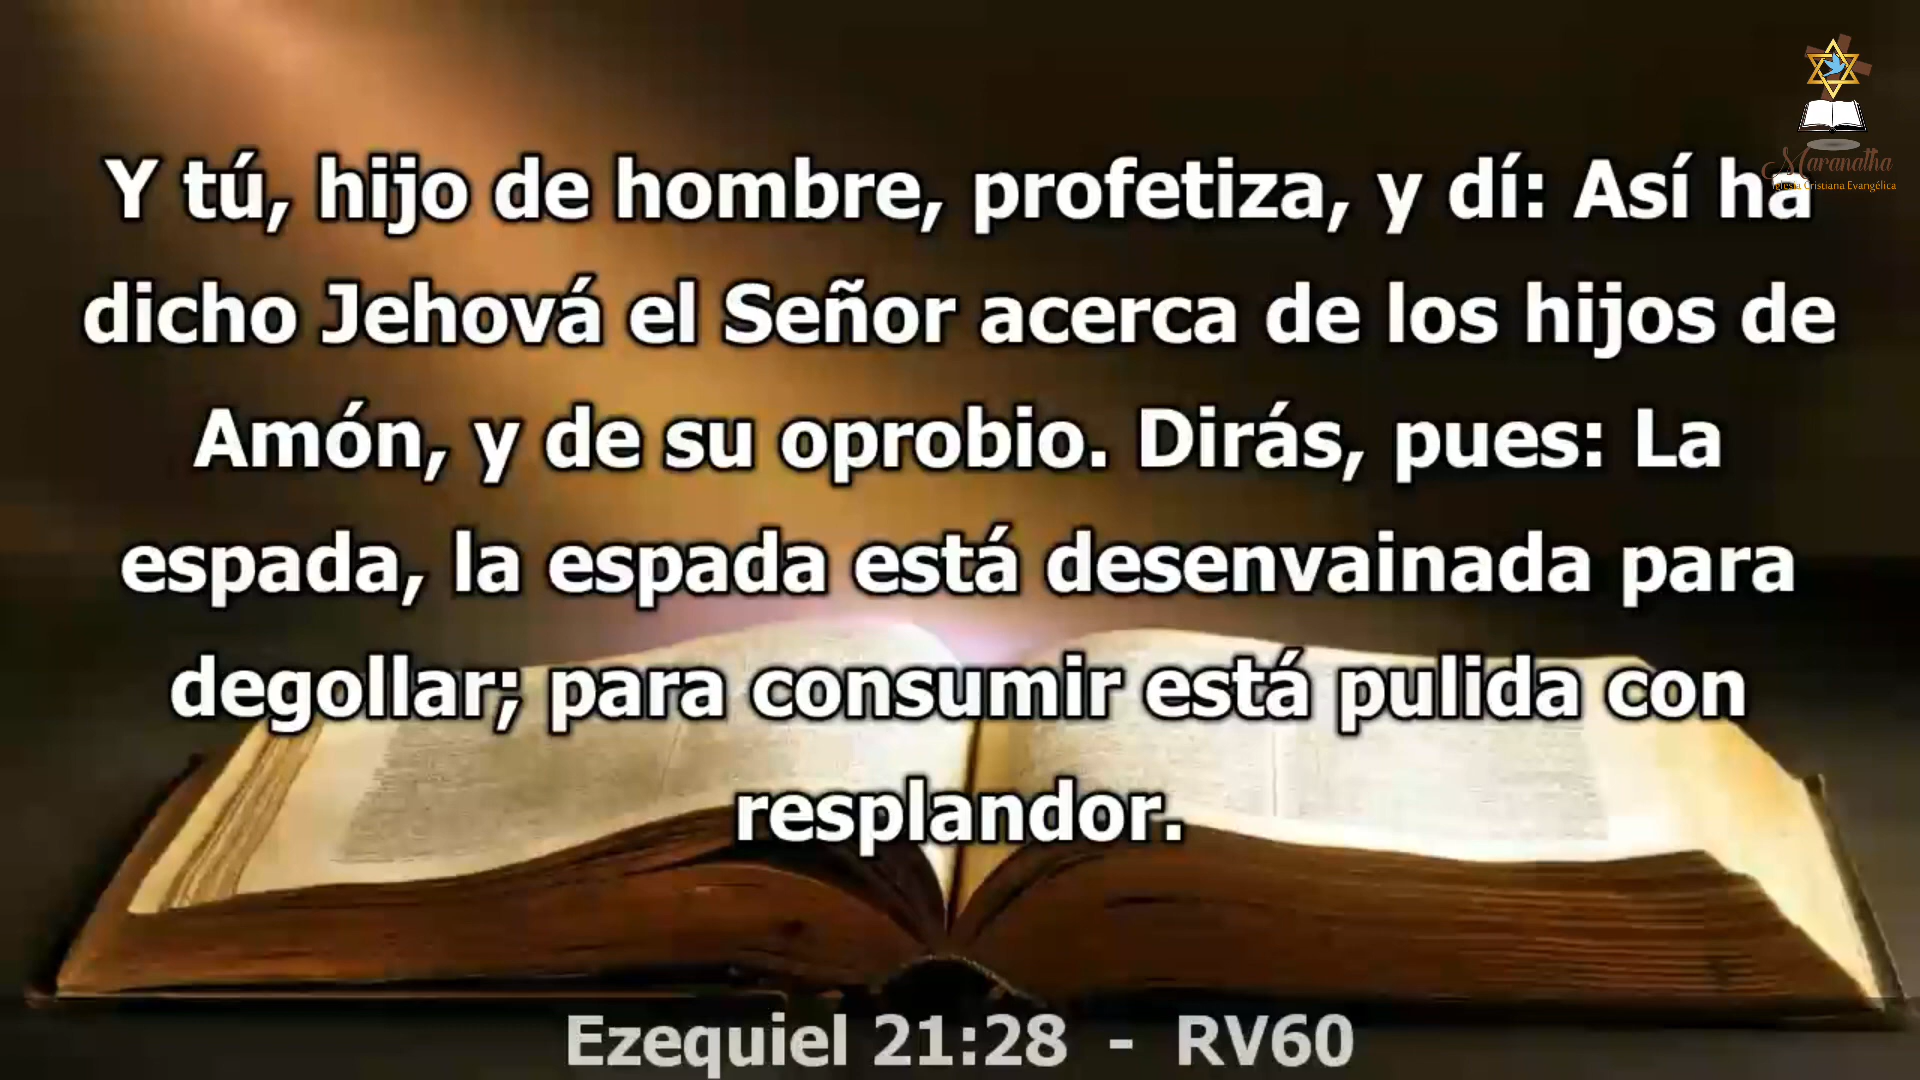 Maranatha
Iglesia Cristiana Evangélica
Y tú, hijo de hombre, profetiza, y dí: Así ha
dicho Jehová el Señor acerca de los hijos de
Amón, y de su oprobio. Dirás, pues: La
espada, la espada está desenvainada para
degollar; para consumir está pulida con
resplandor.
Ezequiel 21:28 - RV60